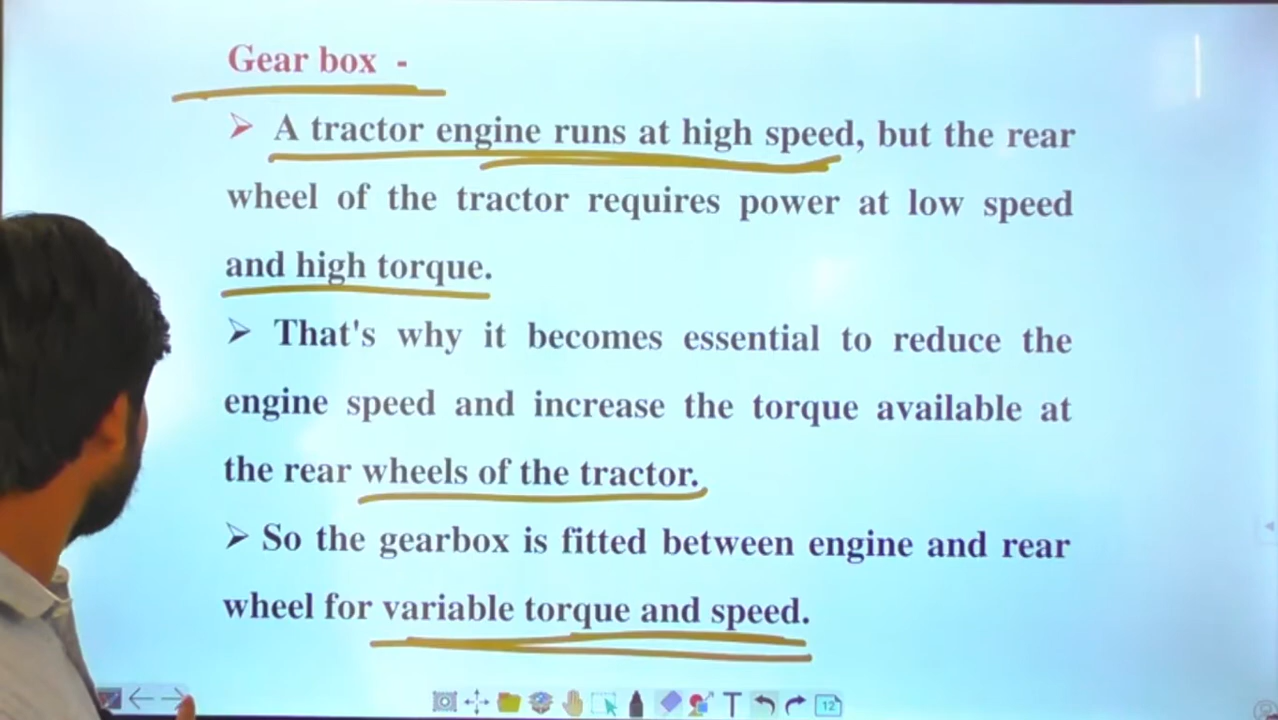 Gear box -
➢ A tractor engine runs at high speed, but the rear
wheel of the tractor requires power at low speed
and high torque.
➢ That's why it becomes essential to reduce the
engine speed and increase the torque available at
the rear wheels of the tractor.
➢ So the gearbox is fitted between engine and rear
wheel for variable torque and speed.
T
12